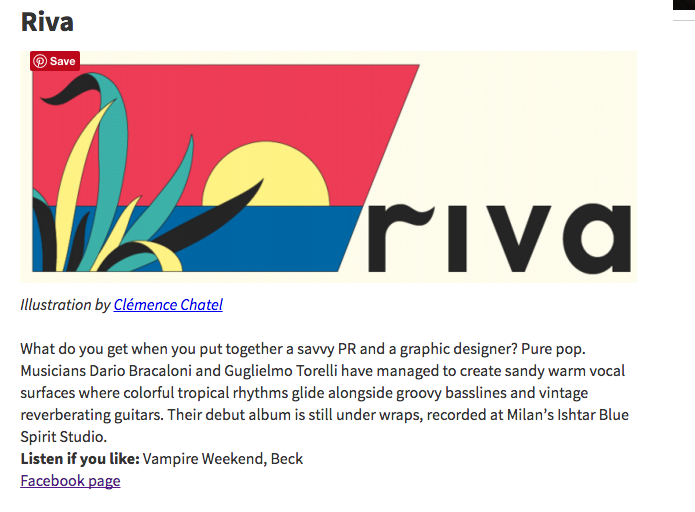 Riva
Save
riva
Illustration by Clémence Chatel
What do you get when you put together a savvy PR and a graphic designer? Pure pop.
Musicians Dario Bracaloni and Guglielmo Torelli have managed to create sandy warm vocal
surfaces where colorful tropical rhythms glide alongside groovy basslines and vintage
reverberating guitars. Their debut album is still under wraps, recorded at Milan’s Ishtar Blue
Spirit Studio.
Listen if you like: Vampire Weekend, Beck
Facebook page